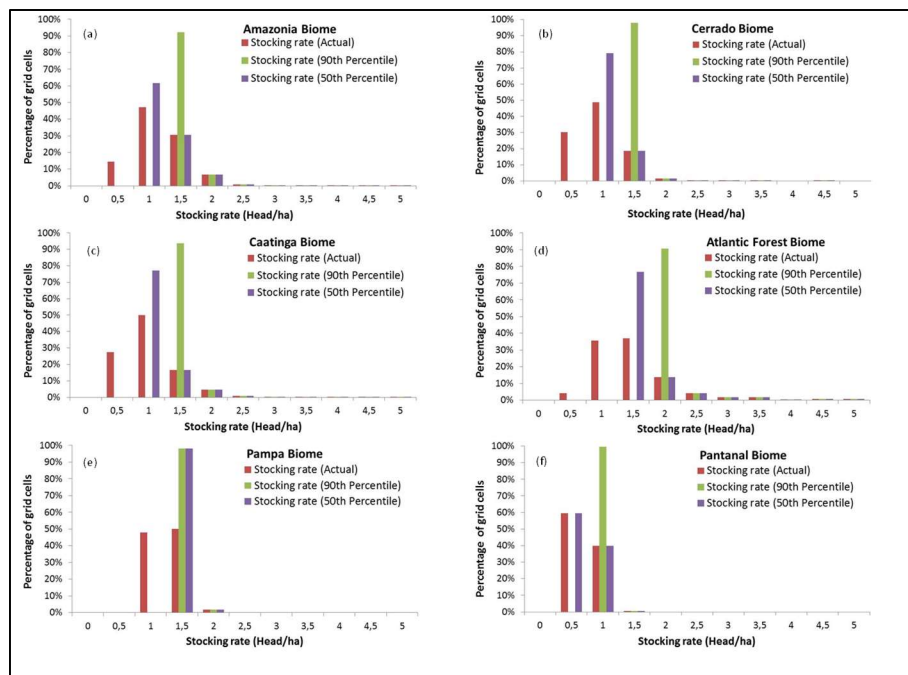 (a)
Amazonia Biome
Stocking rate (Actual)
Stocking rate (90th Percentile)
Stocking rate (50th Percentile)
Percentage of grid cells
100%
90%
80%
70%
60%
50%
40%
30%
20%
10%
0%
0 0,5 1 1,5 2 2,5 3 3,5 4 4,5 5
Stocking rate (Head/ha)
(b)
Cerrado Biome
Stocking rate (Actual)
Stocking rate (90th Percentile)
Stocking rate (50th Percentile)
Percentage of grid cells
100%
90%
80%
70%
60%
50%
40%
30%
20%
10%
0%
0 0,5 1 1,5 2 2,5 3 3,5 4 4,5 5
Stocking rate (Head/ha)
(c)
Caatinga Biome
Stocking rate (Actual)
Stocking rate (90th Percentile)
Stocking rate (50th Percentile)
Percentage of grid cells
100%
90%
80%
70%
60%
50%
40%
30%
20%
10%
0%
0 0,5 1 1,5 2 2,5 3 3,5 4 4,5 5
Stocking rate (Head/ha)
(d)
Atlantic Forest Biome
Stocking rate (Actual)
Stocking rate (90th Percentile)
Stocking rate (50th Percentile)
Percentage of grid cells
100%
90%
80%
70%
60%
50%
40%
30%
20%
10%
0%
0 0,5 1 1,5 2 2,5 3 3,5 4 4,5 5
Stocking rate (Head/ha)
(e)
Pampa Biome
Stocking rate (Actual)
Stocking rate (90th Percentile)
Stocking rate (50th Percentile)
Percentage of grid cells
100%
90%
80%
70%
60%
50%
40%
30%
20%
10%
0%
0 0,5 1 1,5 2 2,5 3 3,5 4 4,5 5
Stocking rate (Head/ha)
(f)
Pantanal Biome
Stocking rate (Actual)
Stocking rate (90th Percentile)
Stocking rate (50th Percentile)
Percentage of grid cells
100%
90%
80%
70%
60%
50%
40%
30%
20%
10%
0%
0 0,5 1 1,5 2 2,5 3 3,5 4 4,5 5
Stocking rate (Head/ha)